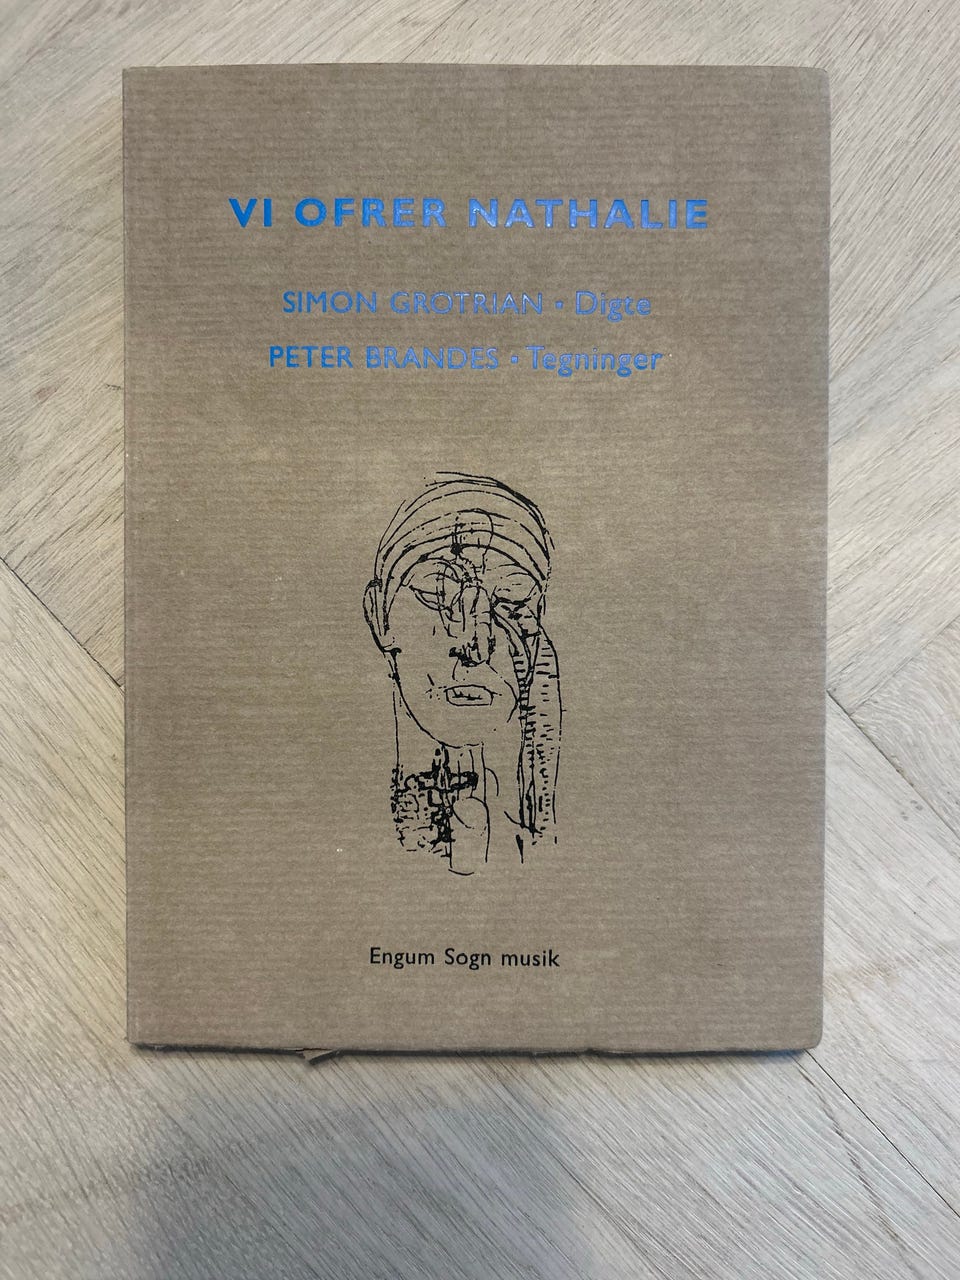 VI OFRER NATHALIE
SIMON GROTRIAN • Digte
PETER BRANDES • Tegninger
Engum Sogn musik